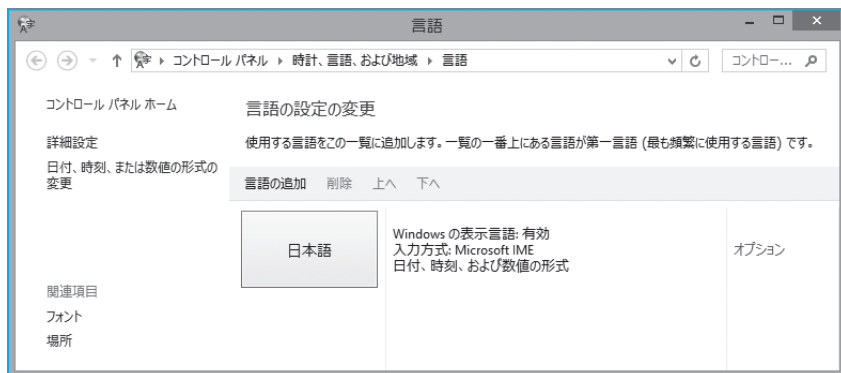 言語
コントロール パネル ▸ 時計、言語、および地域 ▸ 言語
コントロー...
コントロール パネル ホーム
詳細設定
日付、時刻、または数値の形式の
変更
関連項目
フォント
場所
言語の設定の変更
使用する言語をこの一覧に追加します。一覧の一番上にある言語が第一言語 (最も頻繁に使用する言語) です。
言語の追加 削除 上へ 下へ
日本語
Windows の表示言語: 有効
入力方式: Microsoft IME
日付、時刻、および数値の形式
オプション